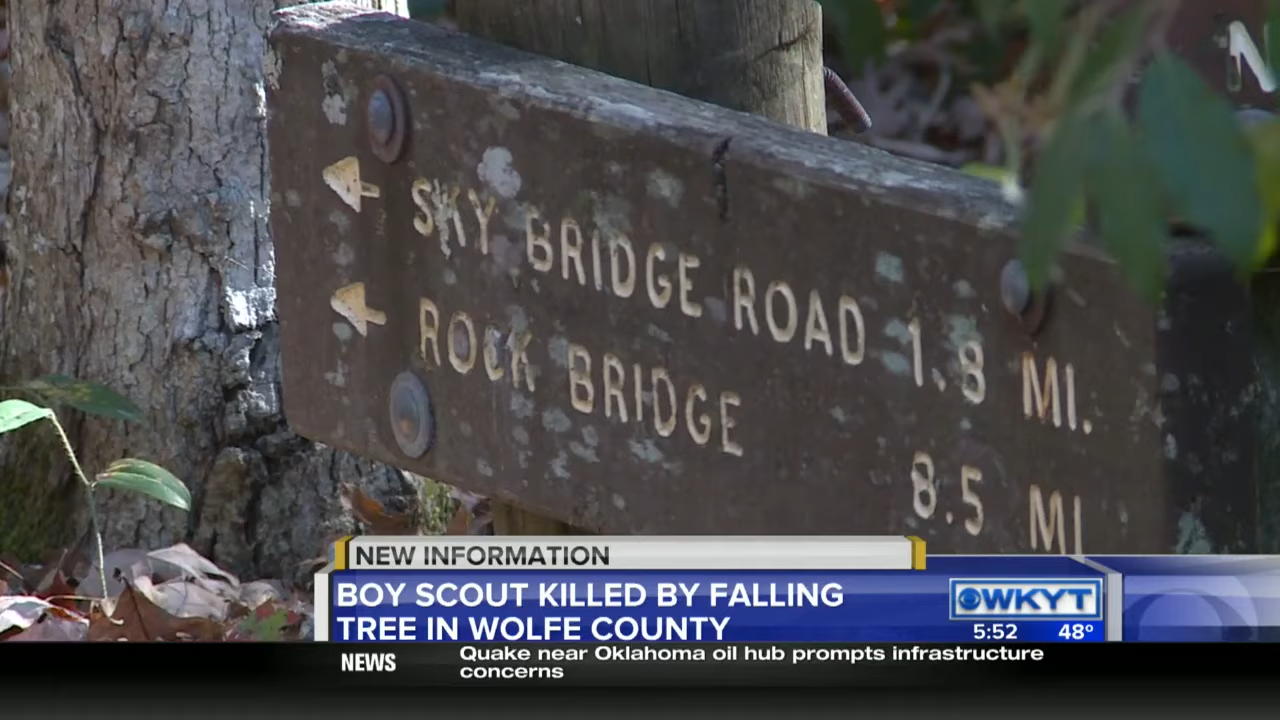 N
SKY BRIDGE ROAD 1.8 MI.
ROCK BRIDGE 8.5 MI
NEW INFORMATION
BOY SCOUT KILLED BY FALLING
TREE IN WOLFE COUNTY
WKYT
5:52 48°
NEWS Quake near Oklahoma oil hub prompts infrastructure
concerns